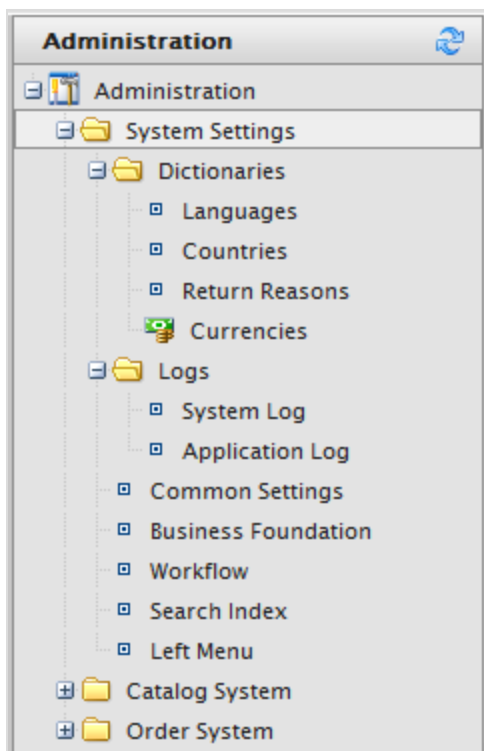 Administration
Administration
System Settings
Dictionaries
Languages
Countries
Return Reasons
Currencies
Logs
System Log
Application Log
Common Settings
Business Foundation
Workflow
Search Index
Left Menu
Catalog System
Order System